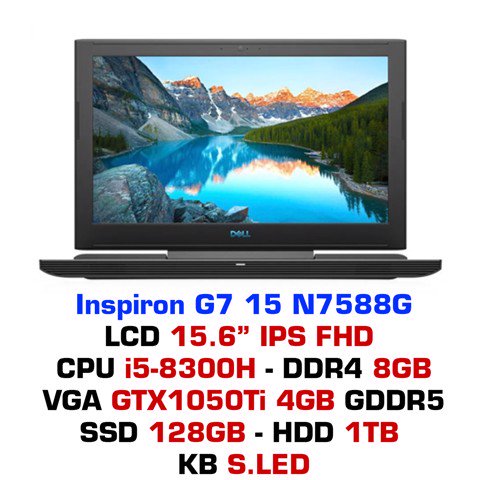 DELL
Inspiron G7 15 N7588G
LCD 15.6” IPS FHD
CPU i5-8300H - DDR4 8GB
VGA GTX1050Ti 4GB GDDR5
SSD 128GB - HDD 1TB
KB S.LED